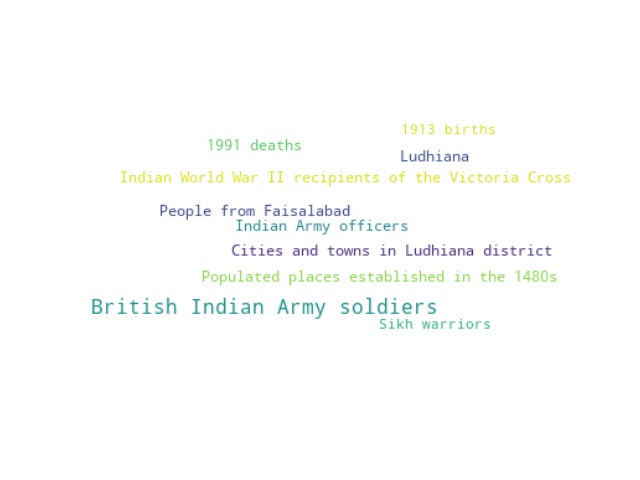 1913 births
1991 deaths
Ludhiana
Indian World War II recipients of the Victoria Cross
People from Faisalabad
Indian Army officers
Cities and towns in Ludhiana district
Populated places established in the 1480s
British Indian Army soldiers
Sikh warriors